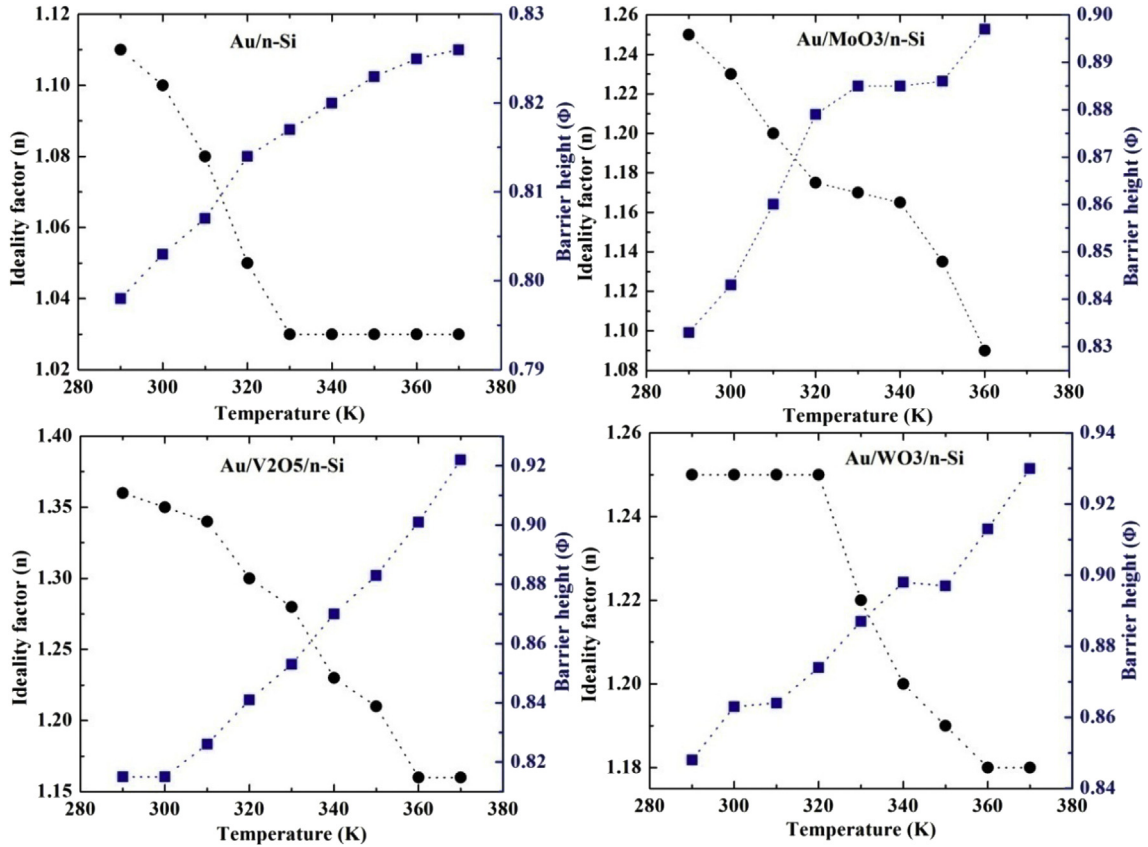 Au/n-Si
Ideality factor (n)
1.12
1.10
1.08
1.06
1.04
1.02
0.83
0.82
0.81
0.80
0.79
Barrier height (Φ)
280 300 320 340 360 380
Temperature (K)
Au/MoO3/n-Si
Ideality factor (n)
1.26
1.24
1.22
1.20
1.18
1.16
1.14
1.12
1.10
1.08
0.90
0.89
0.88
0.87
0.86
0.85
0.84
0.83
Barrier height (Φ)
280 300 320 340 360 380
Temperature (K)
Au/V2O5/n-Si
Ideality factor (n)
1.40
1.35
1.30
1.25
1.20
1.15
0.92
0.90
0.88
0.86
0.84
0.82
Barrier height (Φ)
280 300 320 340 360 380
Temperature (K)
Au/WO3/n-Si
Ideality factor (n)
1.26
1.24
1.22
1.20
1.18
0.94
0.92
0.90
0.88
0.86
0.84
Barrier height (Φ)
280 300 320 340 360 380
Temperature (K)